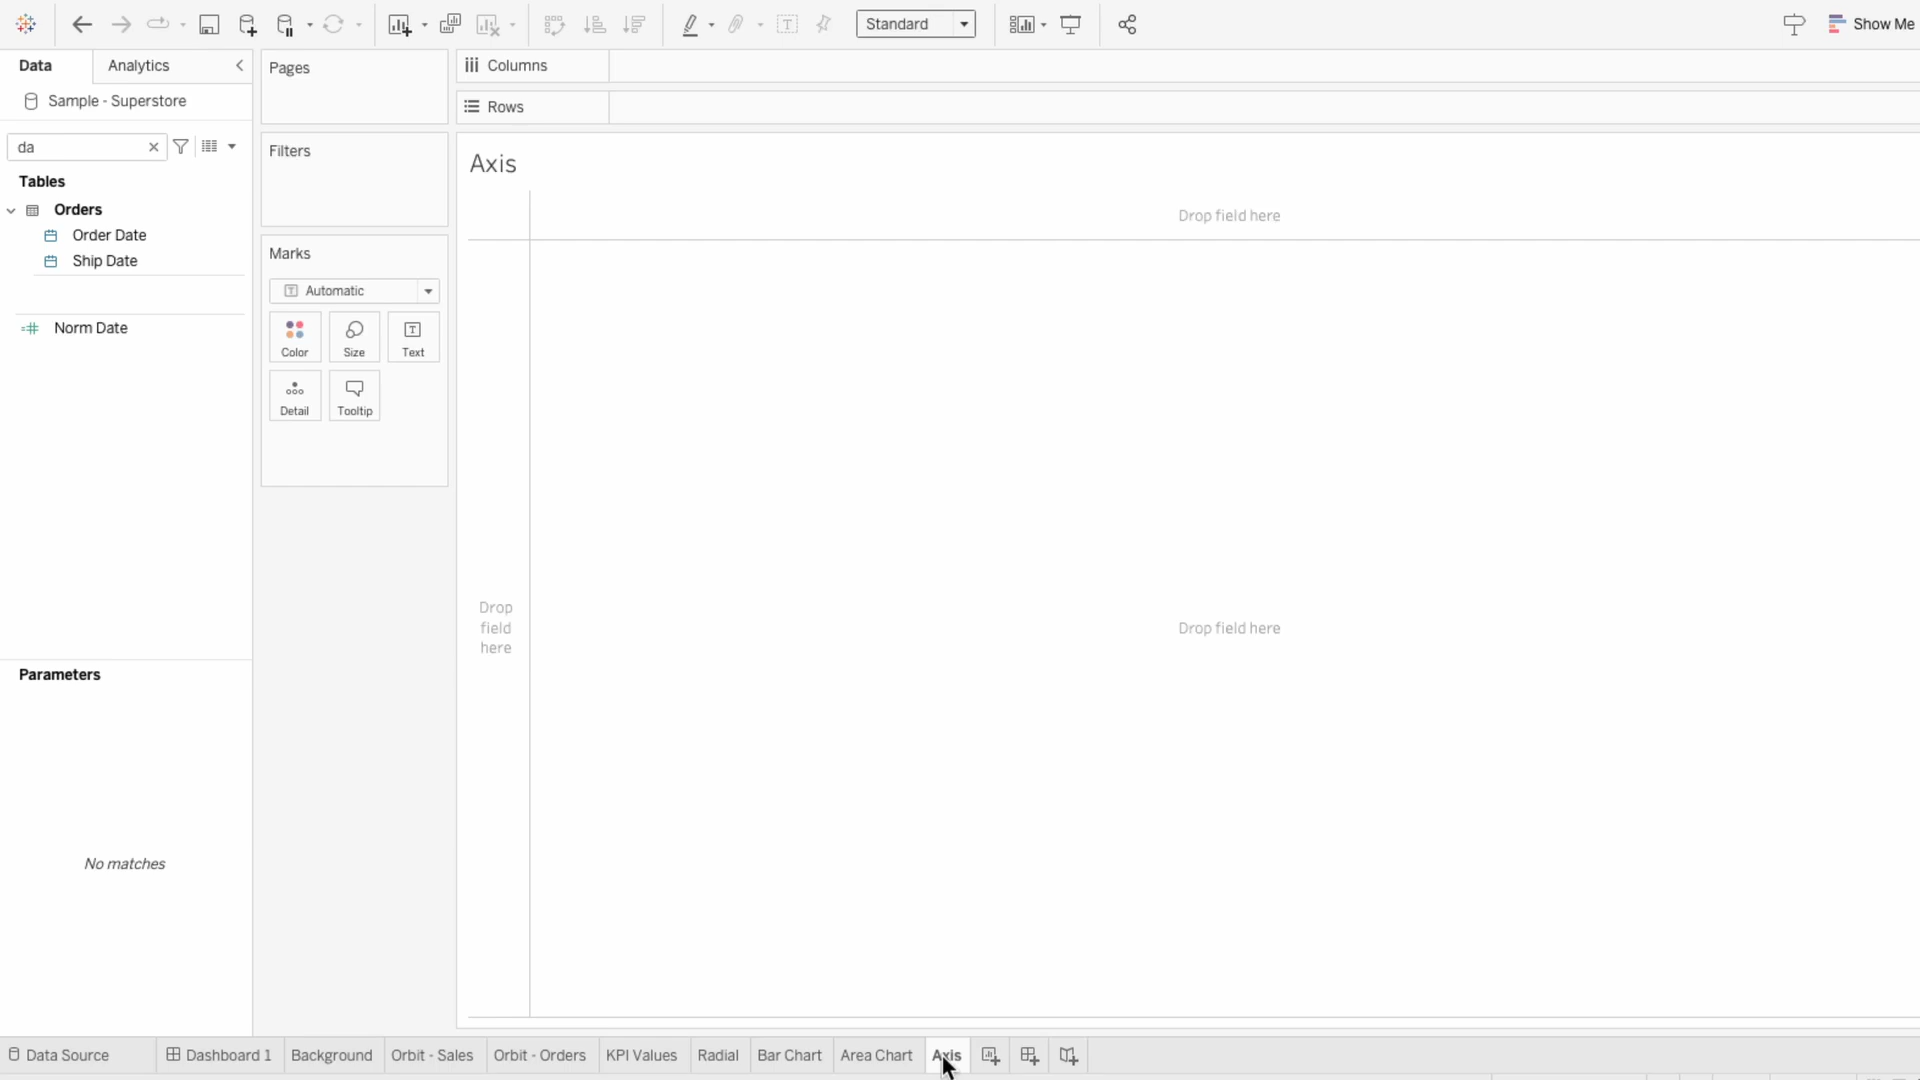 Standard
Show Me
Data
Analytics
Sample - Superstore
da
Tables
Orders
Order Date
Ship Date
Norm Date
Parameters
No matches
Pages
Filters
Marks
Automatic
Color
Size
Text
Detail
Tooltip
Columns
Rows
Axis
Drop field here
Drop
field
here
Drop field here
Data Source
Dashboard 1
Background
Orbit - Sales
Orbit - Orders
KPI Values
Radial
Bar Chart
Area Chart
Axis